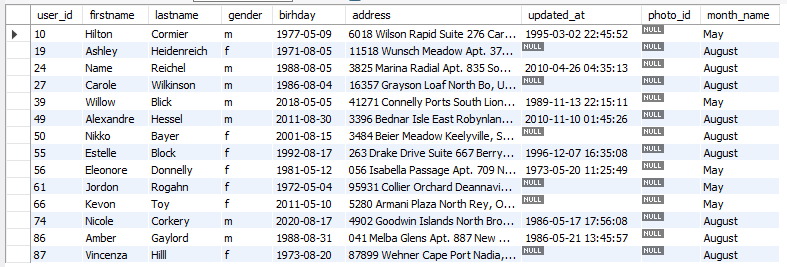 user_id firstname lastname gender birhday address updated_at photo_id month_name
10 Hilton Cormier m 1977-05-09 6018 Wilson Rapid Suite 276 Car... 1995-03-02 22:45:52 NULL May
19 Ashley Heidenreich f 1971-08-05 11518 Wunsch Meadow Apt. 37... NULL NULL August
24 Name Reichel m 1988-08-05 3825 Marina Radial Apt. 835 So... 2010-04-26 04:35:13 NULL August
27 Carole Wilkinson m 1986-08-04 16357 Grayson Loaf North Bo, U... NULL NULL August
39 Willow Blick m 2018-05-05 41271 Connelly Ports South Lion... 1989-11-13 22:15:11 NULL May
49 Alexandre Hessel m 2011-08-30 3396 Bednar Isle East Robynlan... 2010-11-10 01:45:26 NULL August
50 Nikko Bayer f 2001-08-15 3484 Beier Meadow Keelyville, S... NULL NULL August
55 Estelle Block f 1992-08-17 263 Drake Drive Suite 667 Berry... 1996-12-07 16:35:08 NULL August
56 Eleonore Donnelly f 1981-05-12 056 Isabella Passage Apt. 709 N... 1973-05-20 11:25:49 NULL May
61 Jordon Rogahn f 1972-05-04 95931 Collier Orchard Deannavi... NULL NULL May
66 Kevon Toy f 2011-05-10 5280 Armani Plaza North Rey, O... NULL NULL May
74 Nicole Corkery m 2020-08-17 4902 Goodwin Islands North Bro... 1986-05-17 17:56:08 NULL August
86 Amber Gaylord m 1988-08-31 041 Melba Glens Apt. 887 New ... 1986-05-21 13:45:57 NULL August
87 Vincenza Hilll f 1973-08-20 87899 Wehner Cape Port Nadia,... NULL NULL August